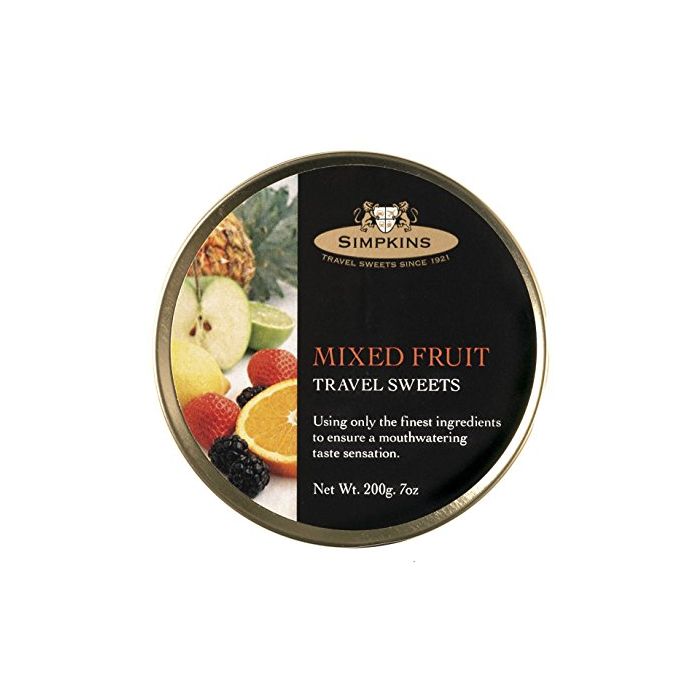 SIMPKINS
TRAVEL SWEETS SINCE 1921
MIXED FRUIT
TRAVEL SWEETS
Using only the finest ingredients
to ensure a mouthwatering
taste sensation.
Net Wt. 200g. 7oz